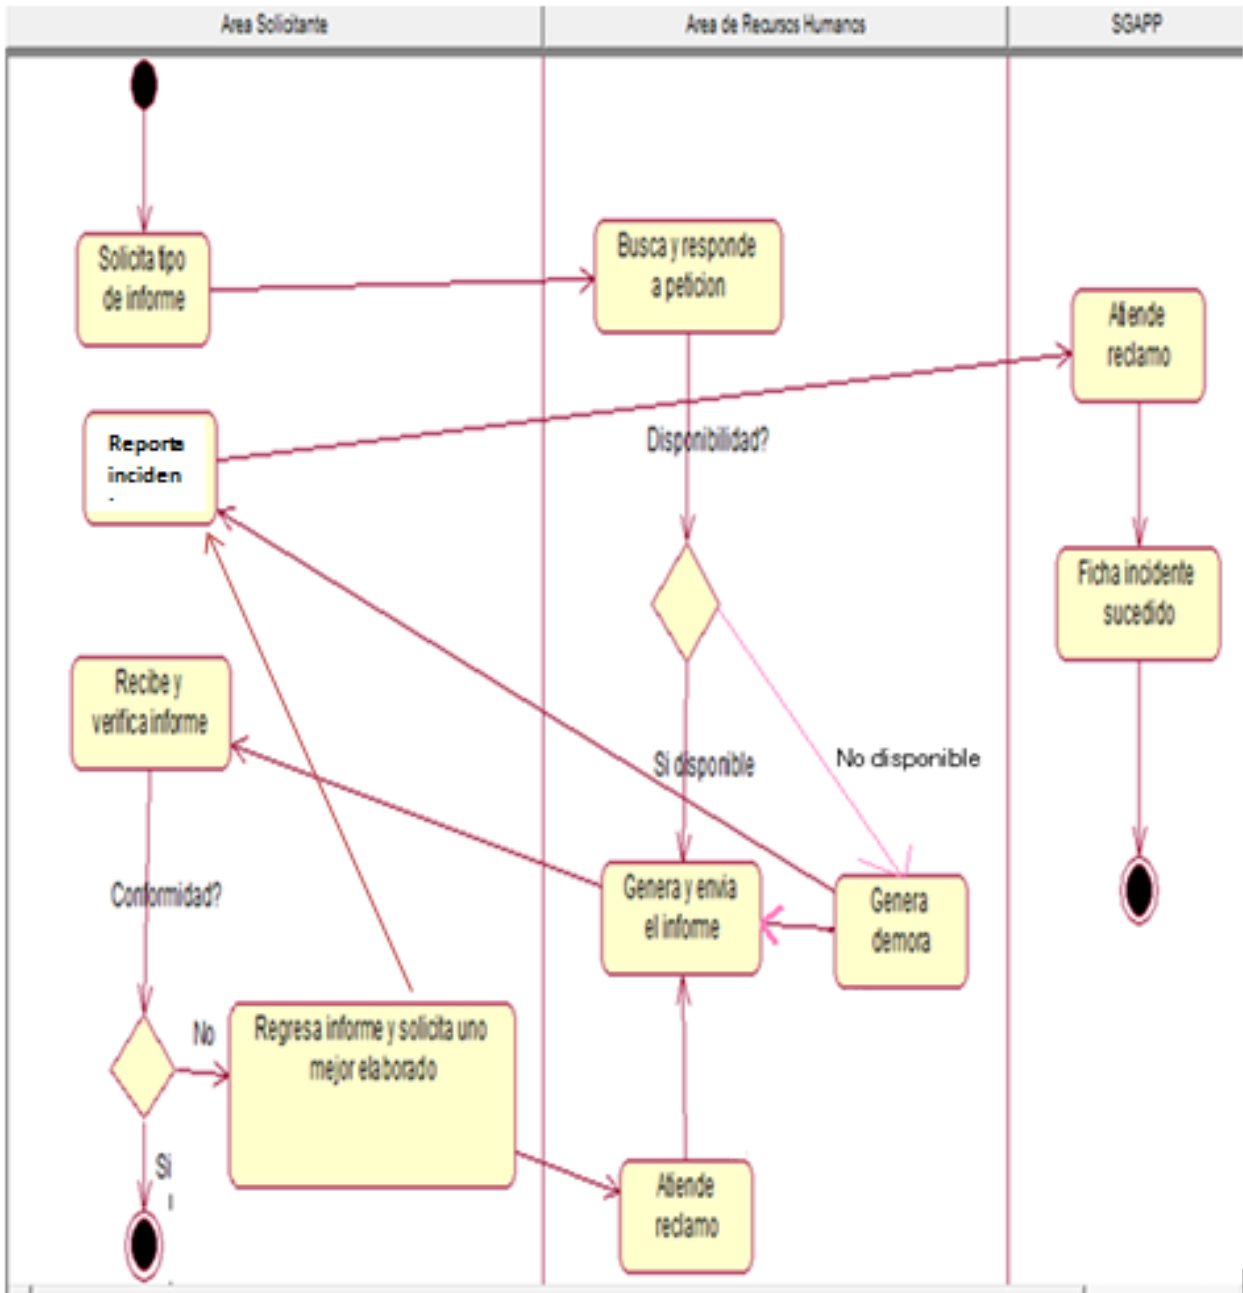 Area Solicitante
Area de Recursos Humanos
SGAPP
Solicita tipo
de informe
Busca y responde
a peticion
Atiende
reclamo
Reporta
inciden
Disponibilidad?
Ficha incidente
sucedido
Recibe y
verifica informe
Si disponible
No disponible
Conformidad?
Genera y envia
el informe
Genera
demora
No
Regresa informe y solicita uno
mejor elaborado
Si
Atiende
reclamo